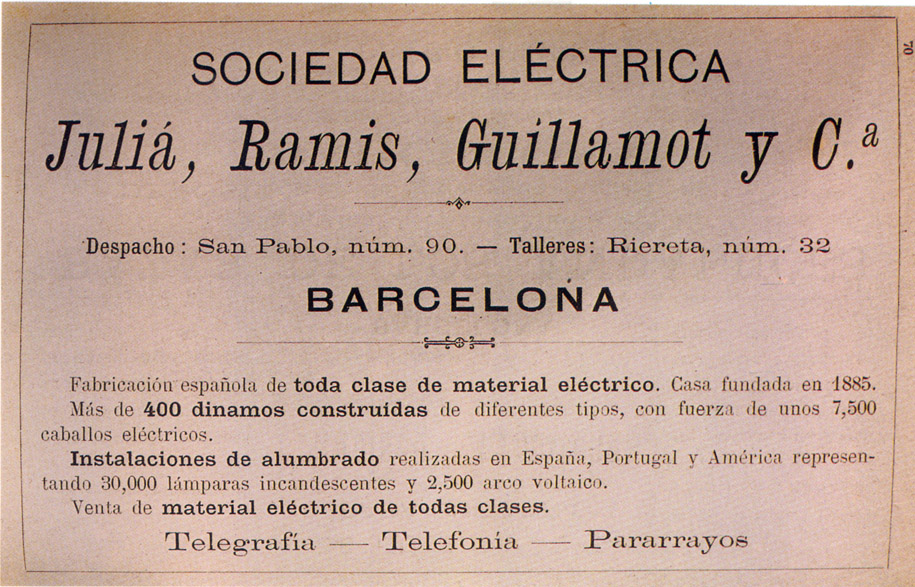 70
SOCIEDAD ELÉCTRICA
Juliá, Ramis, Guillamot y C.ª
Despacho: San Pablo, núm. 90. — Talleres: Riereta, núm. 32
BARCELONA
Fabricación española de toda clase de material eléctrico. Casa fundada en 1885.
Más de 400 dinamos construidas de diferentes tipos, con fuerza de unos 7,500
caballos eléctricos.
Instalaciones de alumbrado realizadas en España, Portugal y América represen-
tando 30,000 lámparas incandescentes y 2,500 arco voltaico.
Venta de material eléctrico de todas clases.
Telegrafía — Telefonía — Pararrayos